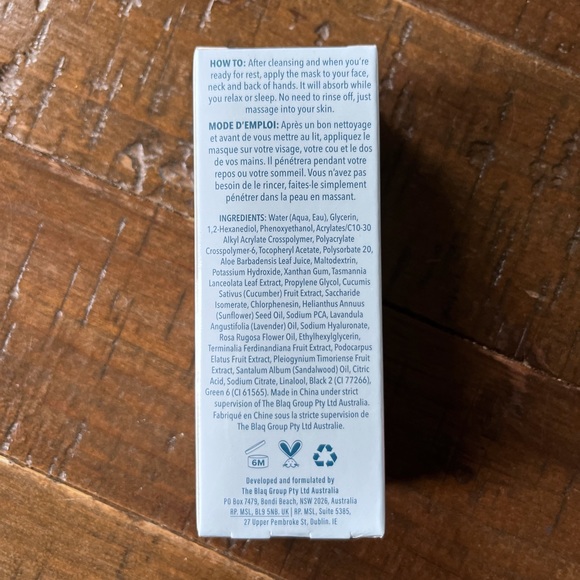 HOW TO: After cleansing and when you're
ready for rest, apply the mask to your face,
neck and back of hands. It will absorb while
you relax or sleep. No need to rinse off, just
massage into your skin.
MODE D'EMPLOI: Après un bon nettoyage
et avant de vous mettre au lit, appliquez le
masque sur votre visage, votre cou et le dos
de vos mains. Il pénétrera pendant votre
repos ou votre sommeil. Vous n'avez pas
besoin de le rincer, faites-le simplement
pénétrer dans la peau en massant.
INGREDIENTS: Water (Aqua, Eau), Glycerin,
1,2-Hexanediol, Phenoxyethanol, Acrylates/C10-30
Alkyl Acrylate Crosspolymer, Polyacrylate
Crosspolymer-6, Tocopheryl Acetate, Polysorbate 20,
Aloe Barbadensis Leaf Juice, Maltodextrin,
Potassium Hydroxide, Xanthan Gum, Tasmannia
Lanceolata Leaf Extract, Propylene Glycol, Cucumis
Sativus (Cucumber) Fruit Extract, Saccharide
Isomerate, Chlorphenesin, Helianthus Annuus
(Sunflower) Seed Oil, Sodium PCA, Lavandula
Angustifolia (Lavender) Oil, Sodium Hyaluronate,
Rosa Rugosa Flower Oil, Ethylhexylglycerin,
Terminalia Ferdinandiana Fruit Extract, Podocarpus
Elatus Fruit Extract, Pleiogynium Timoriense Fruit
Extract, Santalum Album (Sandalwood) Oil, Citric
Acid, Sodium Citrate, Linalool, Black 2 (CI 77266),
Green 6 (CI 61565). Made in China under strict
supervision of The Blaq Group Pty Ltd Australia.
Fabriqué en Chine sous la stricte supervision de
The Blaq Group Pty Ltd Australie.
6M
Developed and formulated by
The Blaq Group Pty Ltd Australia
PO Box 7479, Bondi Beach, NSW 2026, Australia
RP. MSL, BL9 5NB. UK | RP. MSL, Suite 5385,
27 Upper Pembroke St, Dublin. IE